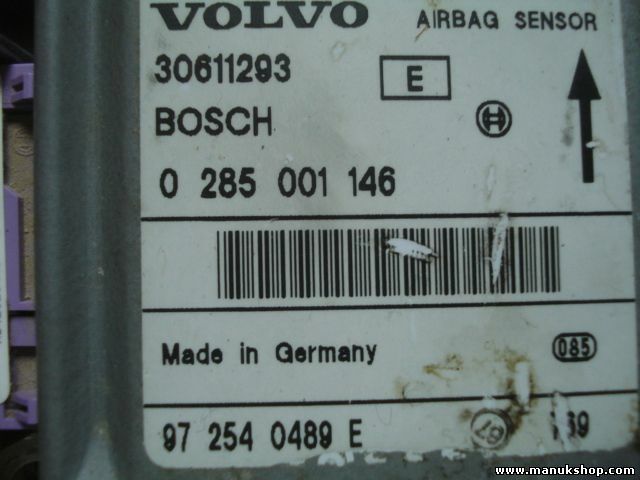 VOLVO AIRBAG SENSOR
30611293 E
BOSCH
0 285 001 146
Made in Germany 085
97 254 0489 E
www.manukshop.com